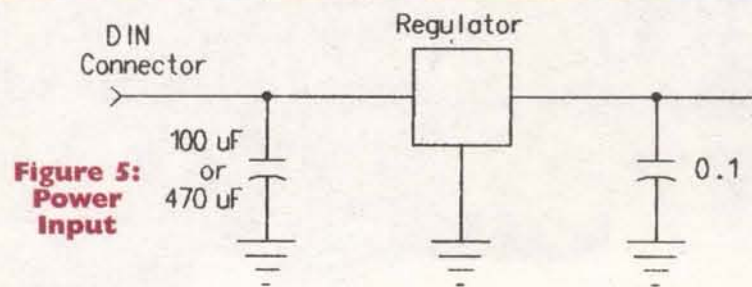 DIN
Connector
Regulator
100 uF
or
470 uF
0.1
Figure 5:
Power
Input